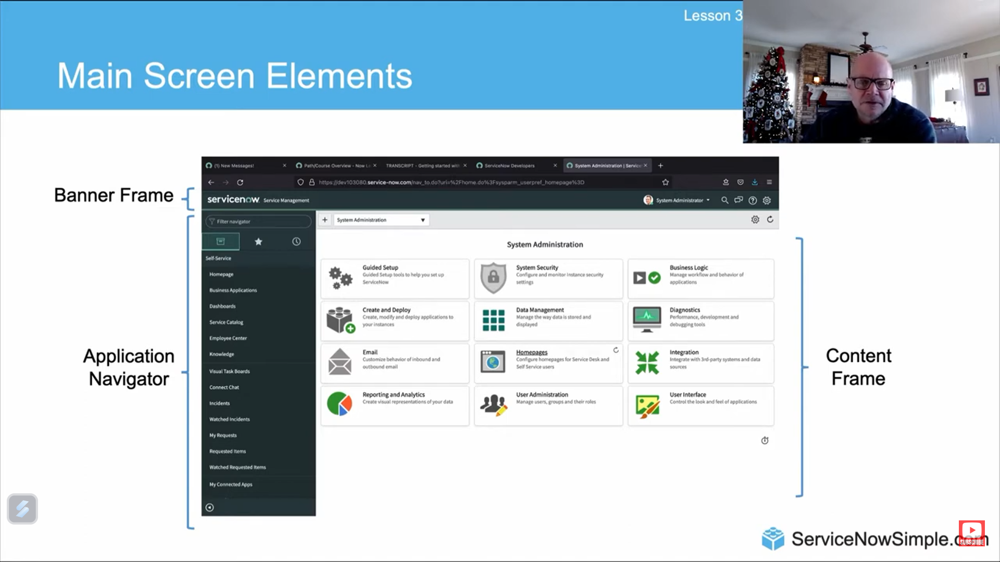 Lesson 3
Main Screen Elements
(1) New Messages!
Path/Course Overview - Now Le
TRANSCRIPT - Getting started with
ServiceNow Developers
System Administration | Service
https://dev103080.service-now.com/nav_to.do?uri=%2Fhome.do%3Fsysparm_userpref_homepage%3D
Banner Frame
servicenow Service Management
System Administrator
Filter navigator
System Administration
Self-Service
Homepage
Business Applications
Dashboards
Service Catalog
Employee Center
Knowledge
Visual Task Boards
Connect Chat
Incidents
Watched Incidents
My Requests
Requested Items
Watched Requested Items
My Connected Apps
Application
Navigator
System Administration
Guided Setup
Guided Setup tools to help you set up
ServiceNow
System Security
Configure and monitor instance security
settings
Business Logic
Manage workflow and behavior of
applications
Create and Deploy
Create, modify and deploy applications to
your instances
Data Management
Manage the way data is stored and
displayed
Diagnostics
Performance, development and
debugging tools
Email
Customize behavior of inbound and
outbound email
Homepages
Configure homepages for Service Desk and
Self Service users
Integration
Integrate with 3rd-party systems and data
sources
Reporting and Analytics
Create visual representations of your data
User Administration
Manage users, groups and their roles
User Interface
Control the look and feel of applications
Content
Frame
ServiceNowSimple.com
SUBSCRIBE